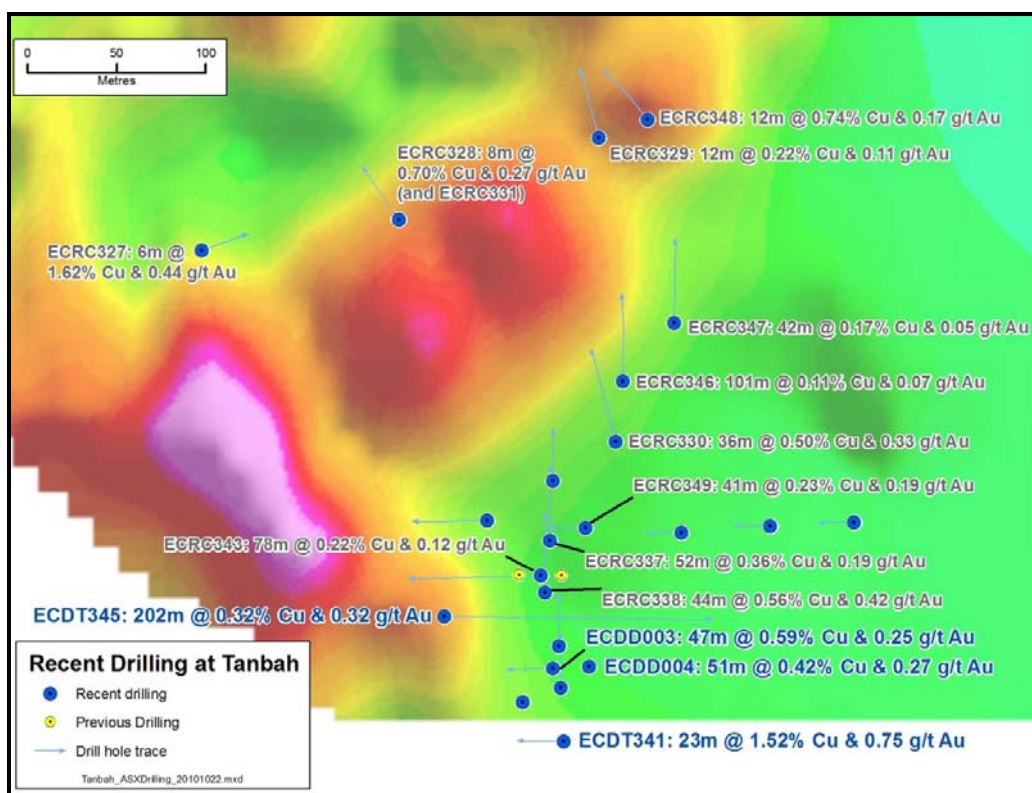 0 50 100
Metres
ECRC348: 12m @ 0.74% Cu & 0.17 g/t Au
ECRC329: 12m @ 0.22% Cu & 0.11 g/t Au
ECRC328: 8m @
0.70% Cu & 0.27 g/t Au
(and ECRC331)
ECRC327: 6m @
1.62% Cu & 0.44 g/t Au
ECRC347: 42m @ 0.17% Cu & 0.05 g/t Au
ECRC346: 101m @ 0.11% Cu & 0.07 g/t Au
ECRC330: 36m @ 0.50% Cu & 0.33 g/t Au
ECRC349: 41m @ 0.23% Cu & 0.19 g/t Au
ECRC343: 78m @ 0.22% Cu & 0.12 g/t Au
ECRC337: 52m @ 0.36% Cu & 0.19 g/t Au
ECRC338: 44m @ 0.56% Cu & 0.42 g/t Au
ECDT345: 202m @ 0.32% Cu & 0.32 g/t Au
ECDD003: 47m @ 0.59% Cu & 0.25 g/t Au
ECDD004: 51m @ 0.42% Cu & 0.27 g/t Au
ECDT341: 23m @ 1.52% Cu & 0.75 g/t Au
Recent Drilling at Tanbah
Recent drilling
Previous Drilling
Drill hole trace
Tanbah_ASXDrilling_20101022.mxd